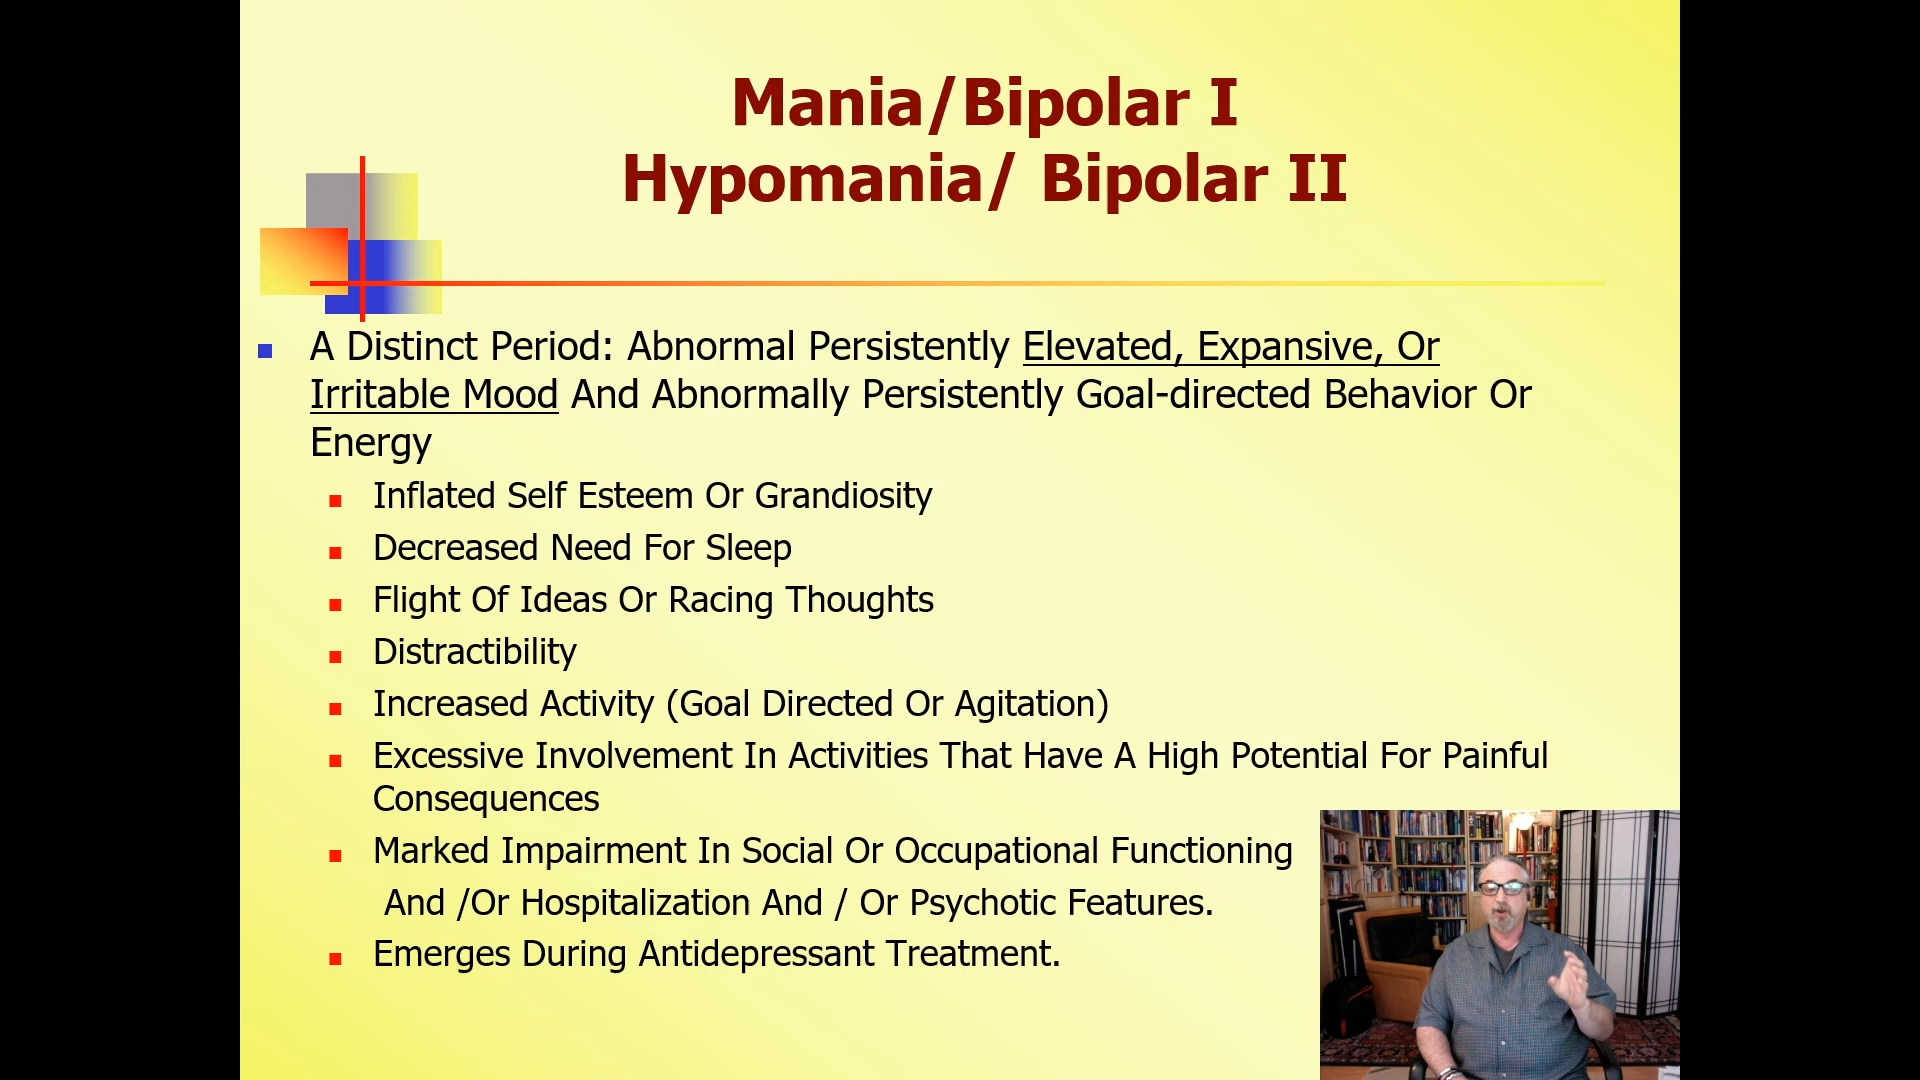 Mania/Bipolar I
Hypomania/ Bipolar II
A Distinct Period: Abnormal Persistently Elevated, Expansive, Or
Irritable Mood And Abnormally Persistently Goal-directed Behavior Or
Energy
Inflated Self Esteem Or Grandiosity
Decreased Need For Sleep
Flight Of Ideas Or Racing Thoughts
Distractibility
Increased Activity (Goal Directed Or Agitation)
Excessive Involvement In Activities That Have A High Potential For Painful
Consequences
Marked Impairment In Social Or Occupational Functioning
And /Or Hospitalization And / Or Psychotic Features.
Emerges During Antidepressant Treatment.